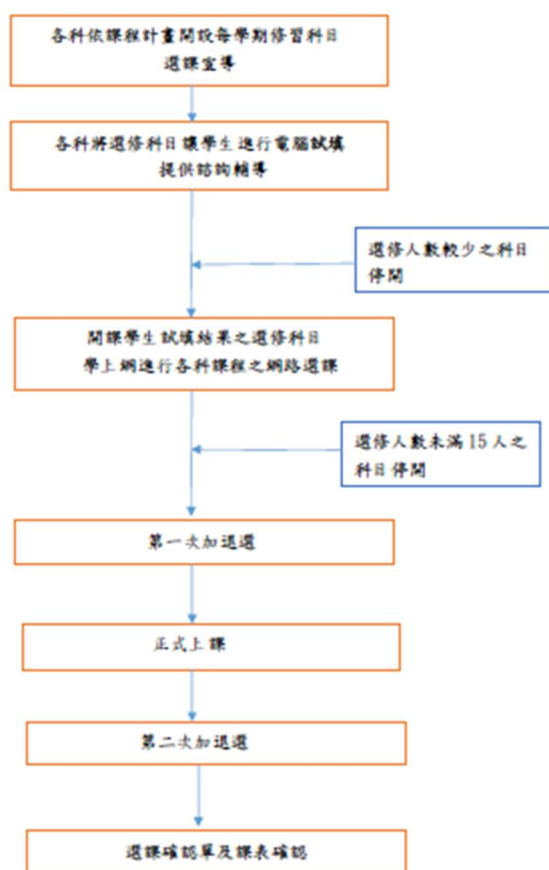 各科依課程計畫開設每學期修習科目
選課宣導
各科將選修科目讓學生進行電腦試填
提供諮詢輔導
選修人數較少之科目
停開
開課學生試填結果之選修科目
學上網進行各科課程之網路選課
選修人數未滿 15 人之
科目停開
第一次加退選
正式上課
第二次加退選
選課確認單及課表確認